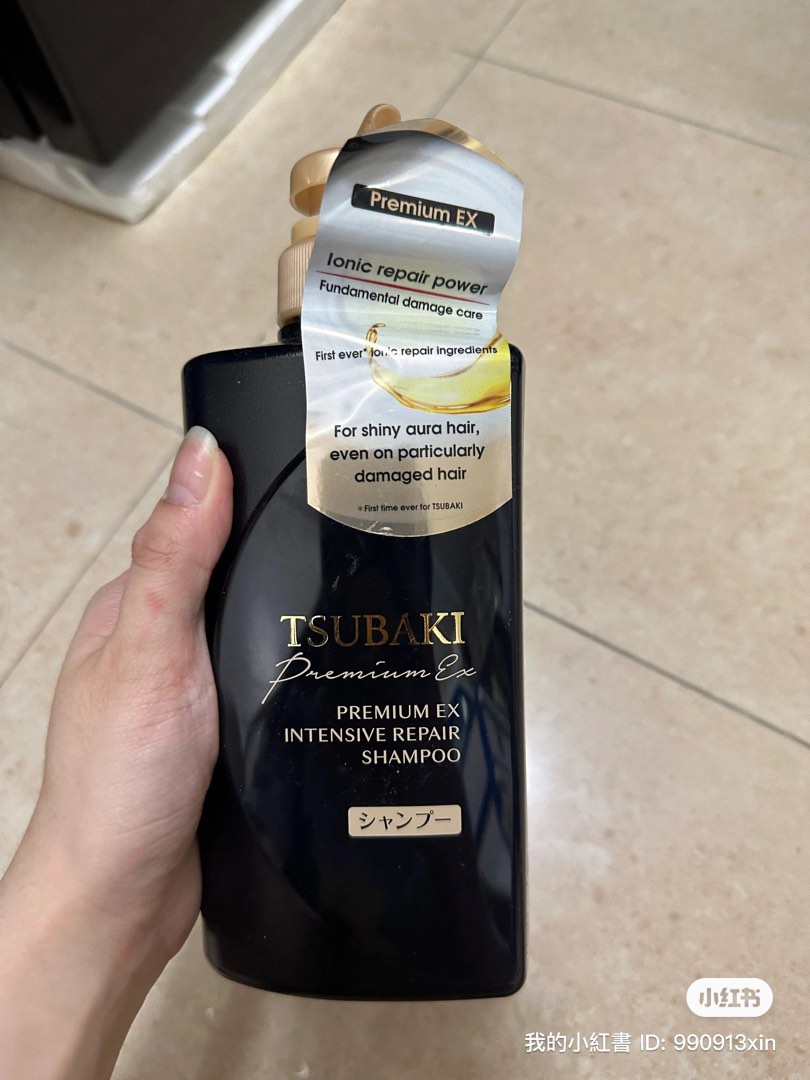 Premium EX
Ionic repair power
Fundamental damage care
First ever* ionic repair ingredients
For shiny aura hair,
even on particularly
damaged hair
* First time ever for TSUBAKI
TSUBAKI
Premium Ex
PREMIUM EX
INTENSIVE REPAIR
SHAMPOO
シャンプー
小红书
我的小紅書 ID: 990913xin